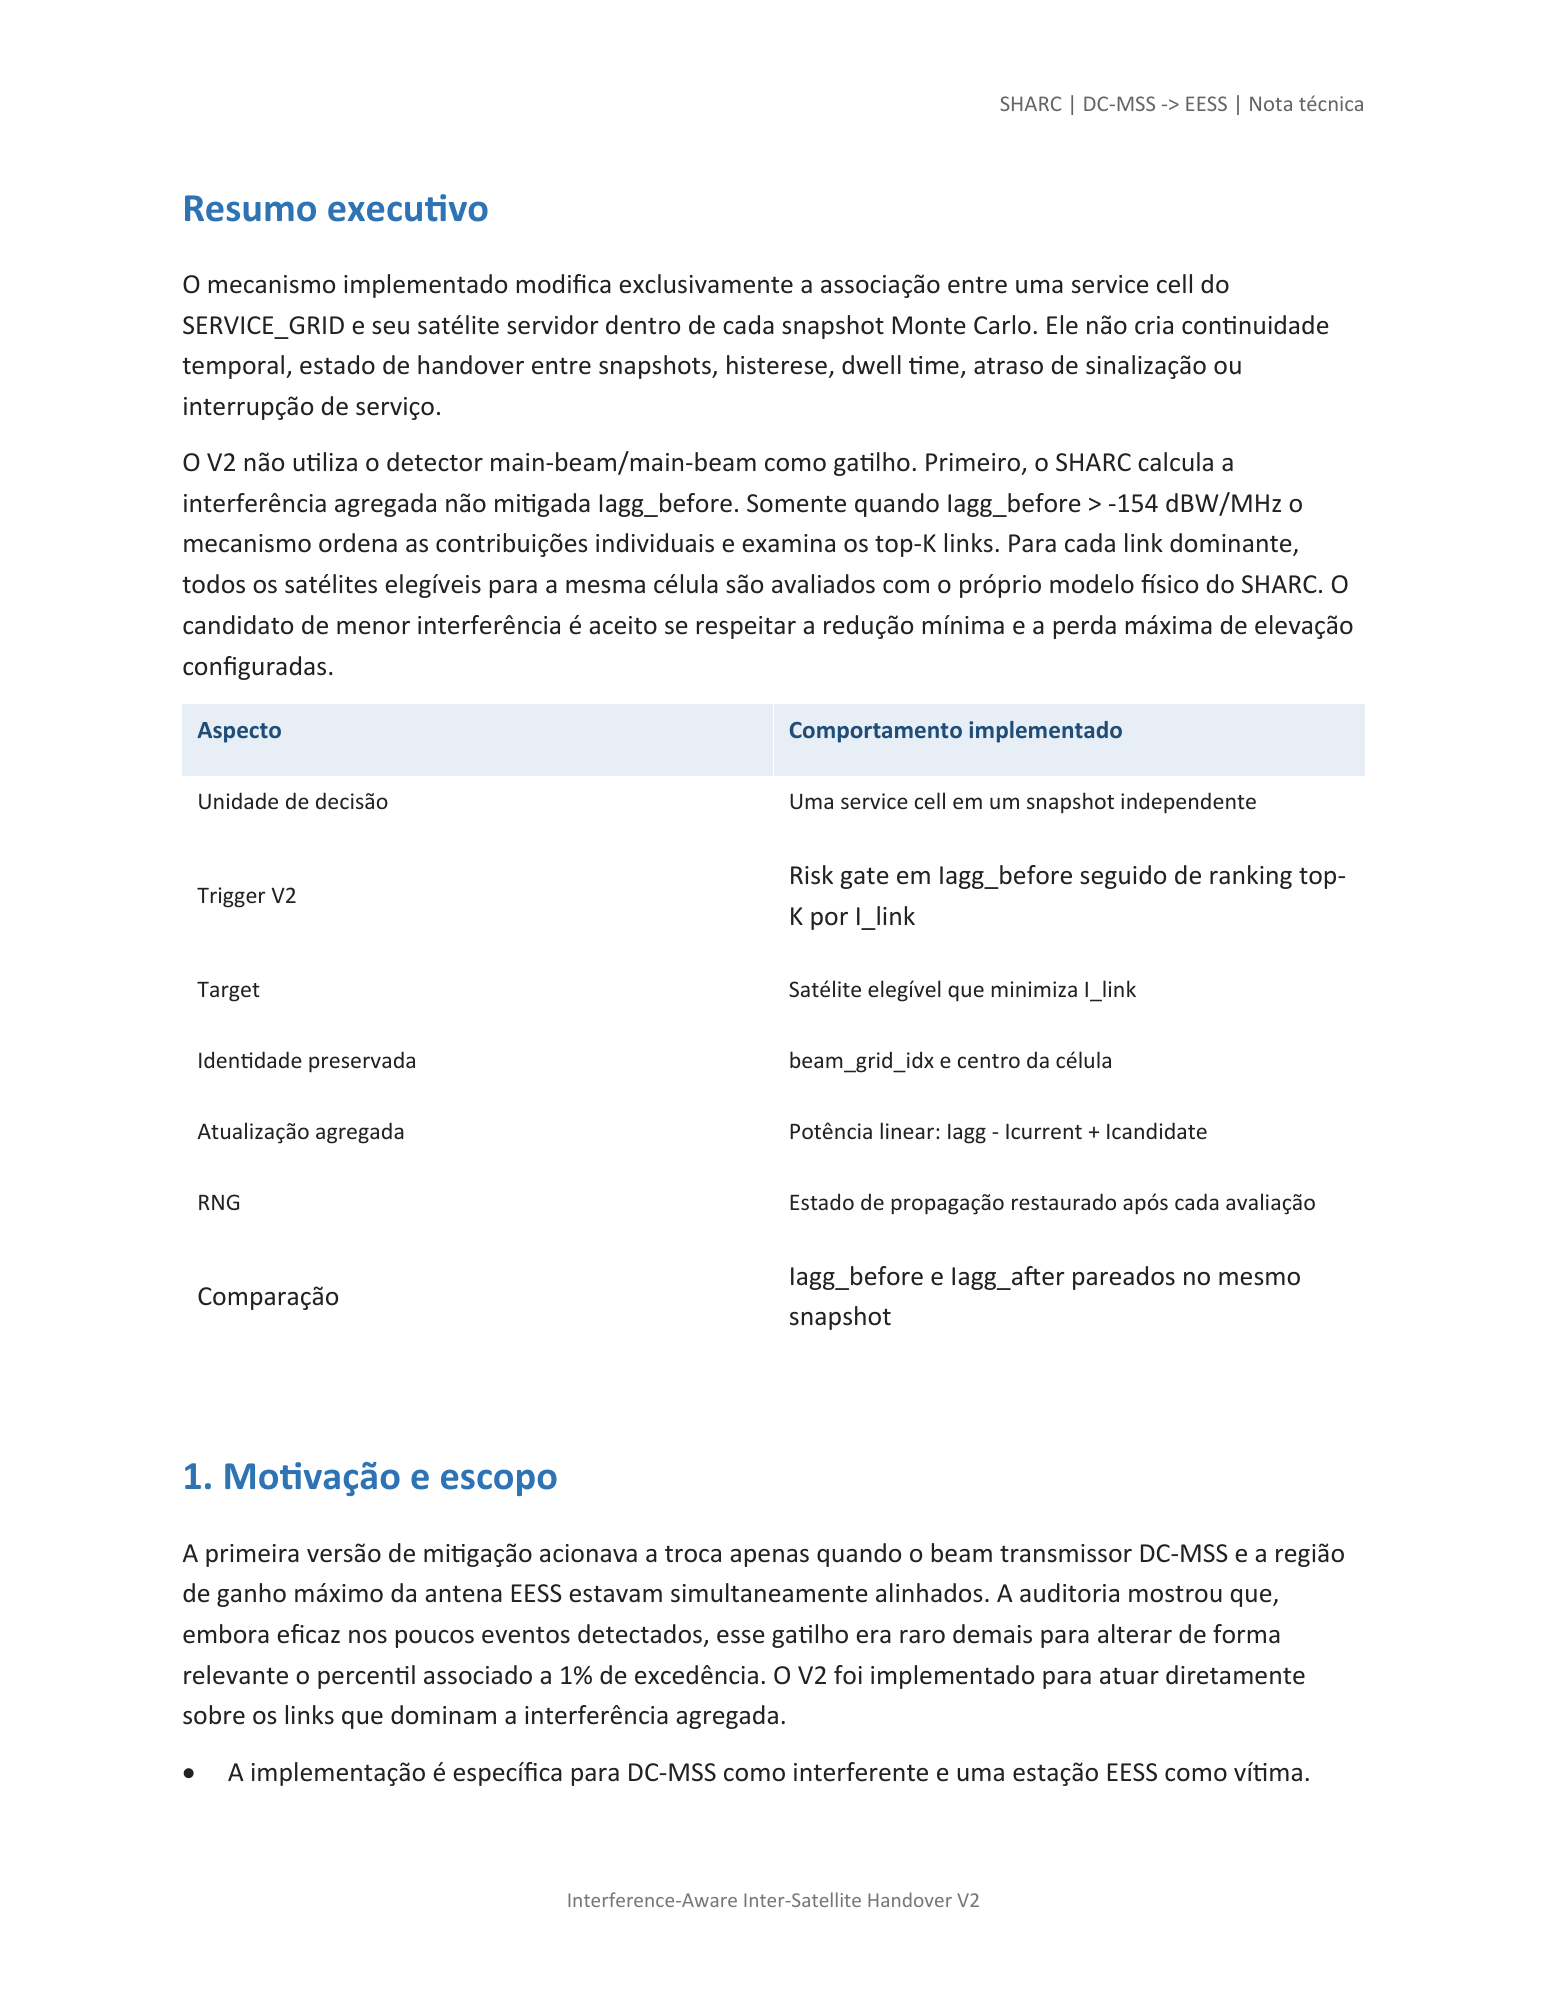 SHARC | DC-MSS -> EESS | Nota técnica
Resumo executivo
O mecanismo implementado modifica exclusivamente a associação entre uma service cell do
SERVICE_GRID e seu satélite servidor dentro de cada snapshot Monte Carlo. Ele não cria continuidade
temporal, estado de handover entre snapshots, histerese, dwell time, atraso de sinalização ou
interrupção de serviço.
O V2 não utiliza o detector main-beam/main-beam como gatilho. Primeiro, o SHARC calcula a
interferência agregada não mitigada Iagg_before. Somente quando Iagg_before > -154 dBW/MHz o
mecanismo ordena as contribuições individuais e examina os top-K links. Para cada link dominante,
todos os satélites elegíveis para a mesma célula são avaliados com o próprio modelo físico do SHARC. O
candidato de menor interferência é aceito se respeitar a redução mínima e a perda máxima de elevação
configuradas.
Aspecto
Comportamento implementado
Unidade de decisão
Uma service cell em um snapshot independente
Trigger V2
Risk gate em Iagg_before seguido de ranking top-
K por I_link
Target
Satélite elegível que minimiza I_link
Identidade preservada
beam_grid_idx e centro da célula
Atualização agregada
Potência linear: Iagg - Icurrent + Icandidate
RNG
Estado de propagação restaurado após cada avaliação
Comparação
Iagg_before e Iagg_after pareados no mesmo
snapshot
1. Motivação e escopo
A primeira versão de mitigação acionava a troca apenas quando o beam transmissor DC-MSS e a região
de ganho máximo da antena EESS estavam simultaneamente alinhados. A auditoria mostrou que,
embora eficaz nos poucos eventos detectados, esse gatilho era raro demais para alterar de forma
relevante o percentil associado a 1% de excedência. O V2 foi implementado para atuar diretamente
sobre os links que dominam a interferência agregada.
• A implementação é específica para DC-MSS como interferente e uma estação EESS como vítima.
Interference-Aware Inter-Satellite Handover V2